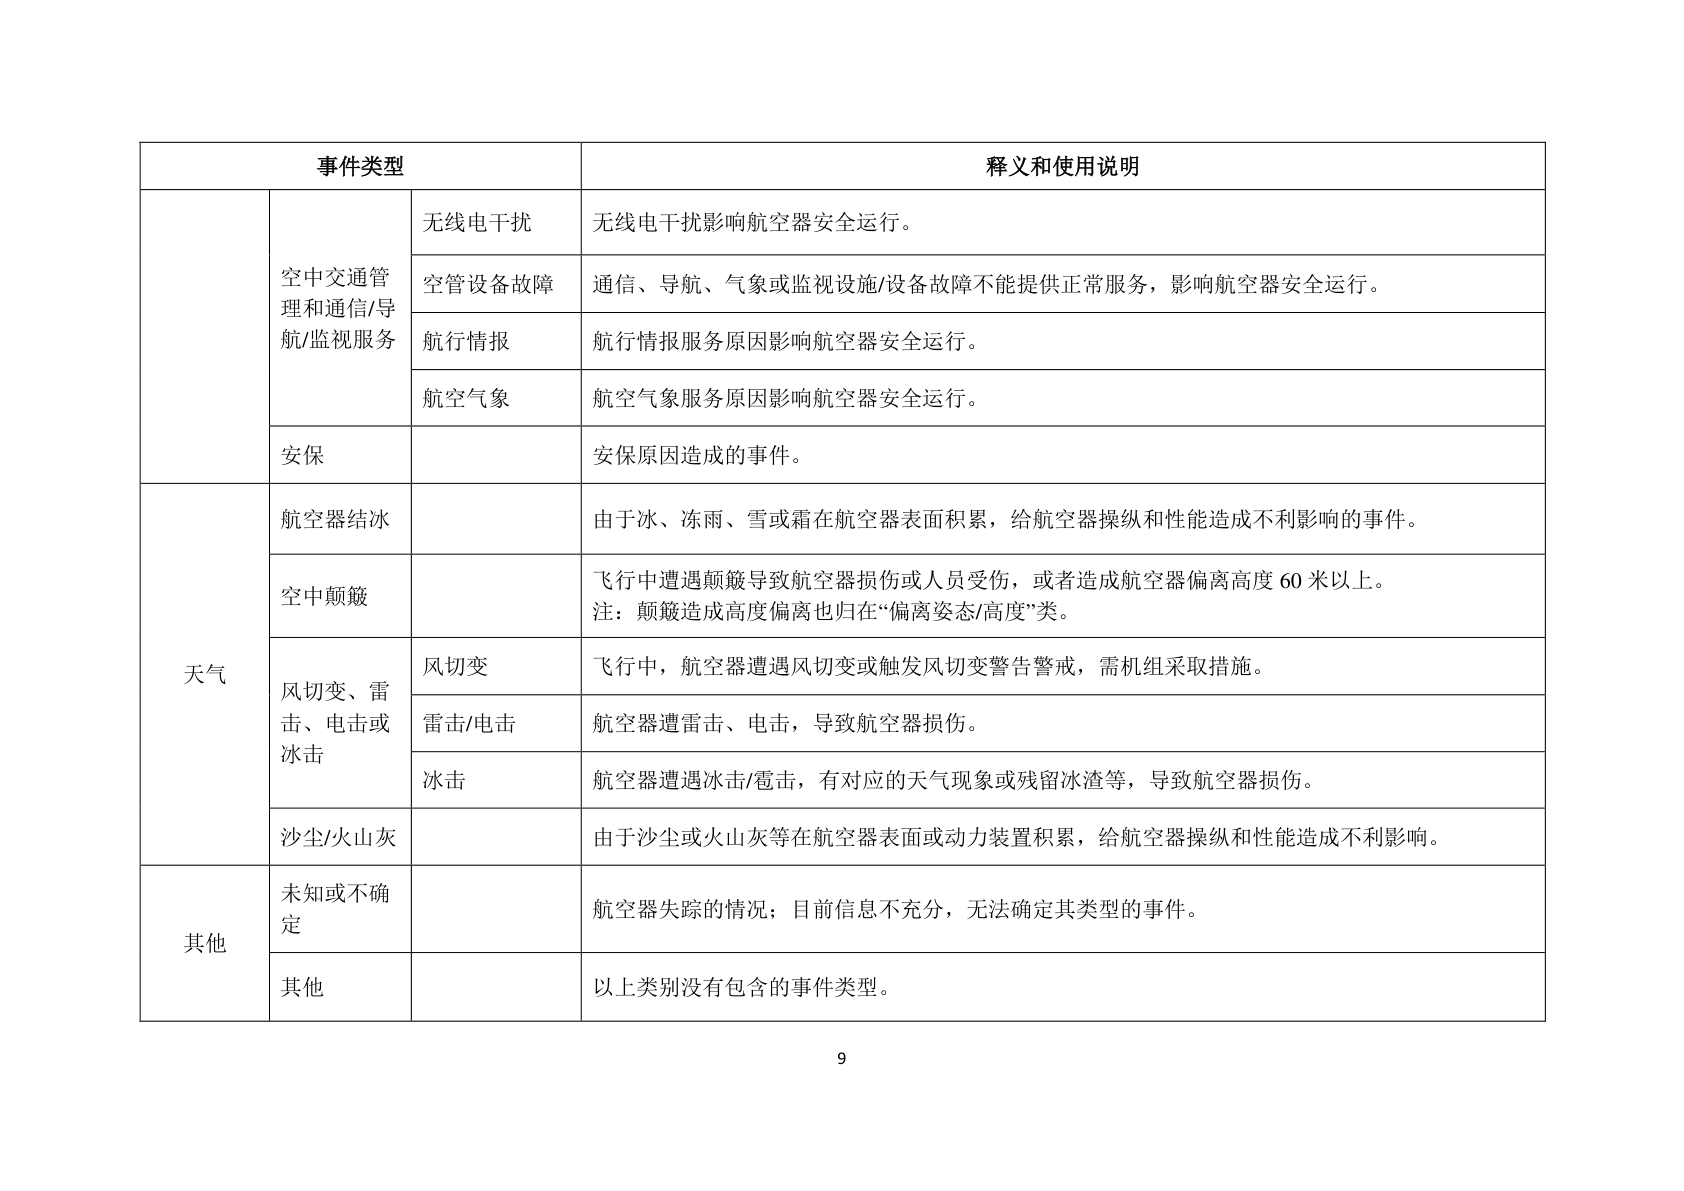 事件类型
释义和使用说明
空中交通管
理和通信/导
航/监视服务
无线电干扰
无线电干扰影响航空器安全运行。
空管设备故障
通信、导航、气象或监视设施/设备故障不能提供正常服务，影响航空器安全运行。
航行情报
航行情报服务原因影响航空器安全运行。
航空气象
航空气象服务原因影响航空器安全运行。
安保
安保原因造成的事件。
天气
航空器结冰
由于冰、冻雨、雪或霜在航空器表面积累，给航空器操纵和性能造成不利影响的事件。
空中颠簸
飞行中遭遇颠簸导致航空器损伤或人员受伤，或者造成航空器偏离高度 60 米以上。
注：颠簸造成高度偏离也归在“偏离姿态/高度”类。
风切变、雷
击、电击或
冰击
风切变
飞行中，航空器遭遇风切变或触发风切变警告警戒，需机组采取措施。
雷击/电击
航空器遭雷击、电击，导致航空器损伤。
冰击
航空器遭遇冰击/雹击，有对应的天气现象或残留冰渣等，导致航空器损伤。
沙尘/火山灰
由于沙尘或火山灰等在航空器表面或动力装置积累，给航空器操纵和性能造成不利影响。
其他
未知或不确
定
航空器失踪的情况；目前信息不充分，无法确定其类型的事件。
其他
以上类别没有包含的事件类型。
9